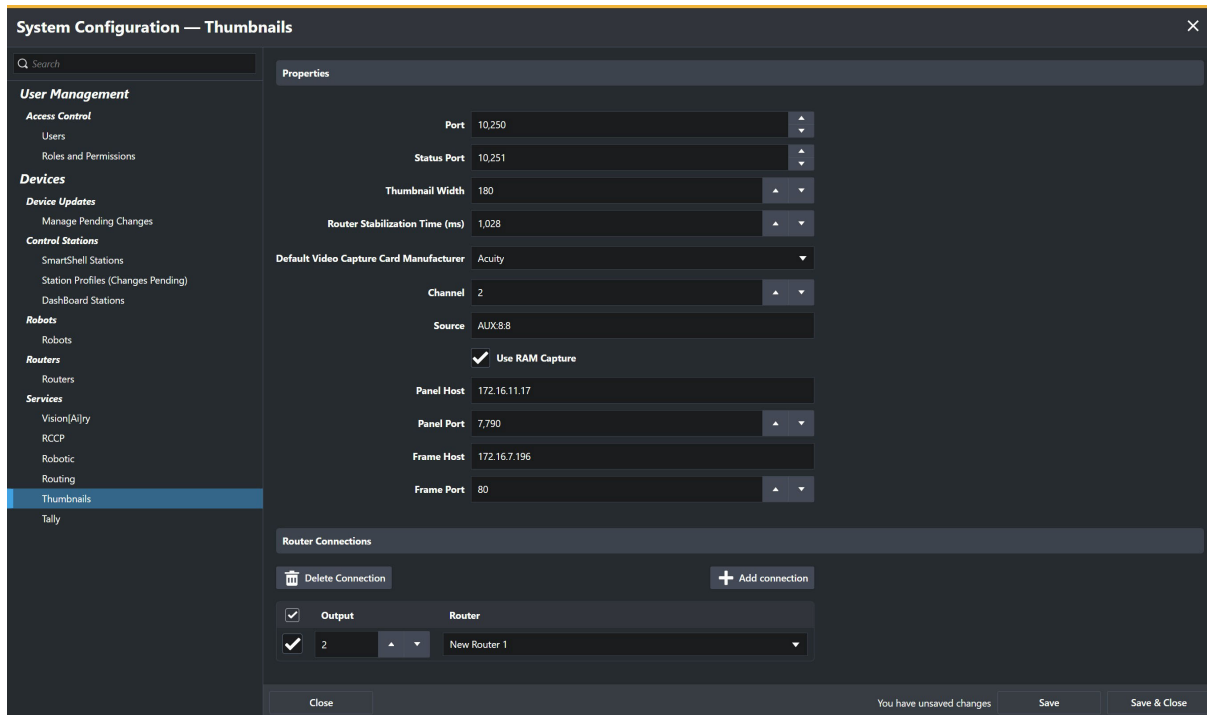 System Configuration — Thumbnails
Search
User Management
Access Control
Users
Roles and Permissions
Devices
Device Updates
Manage Pending Changes
Control Stations
SmartShell Stations
Station Profiles (Changes Pending)
DashBoard Stations
Robots
Robots
Routers
Routers
Services
Vision[Ai]ry
RCCP
Robotic
Routing
Thumbnails
Tally
Properties
Port 10,250
Status Port 10,251
Thumbnail Width 180
Router Stabilization Time (ms) 1,028
Default Video Capture Card Manufacturer Acuity
Channel 2
Source AUX:8:8
Use RAM Capture
Panel Host 172.16.11.17
Panel Port 7,790
Frame Host 172.16.7.196
Frame Port 80
Router Connections
Delete Connection Add connection
Output Router
2 New Router 1
Close You have unsaved changes Save Save & Close